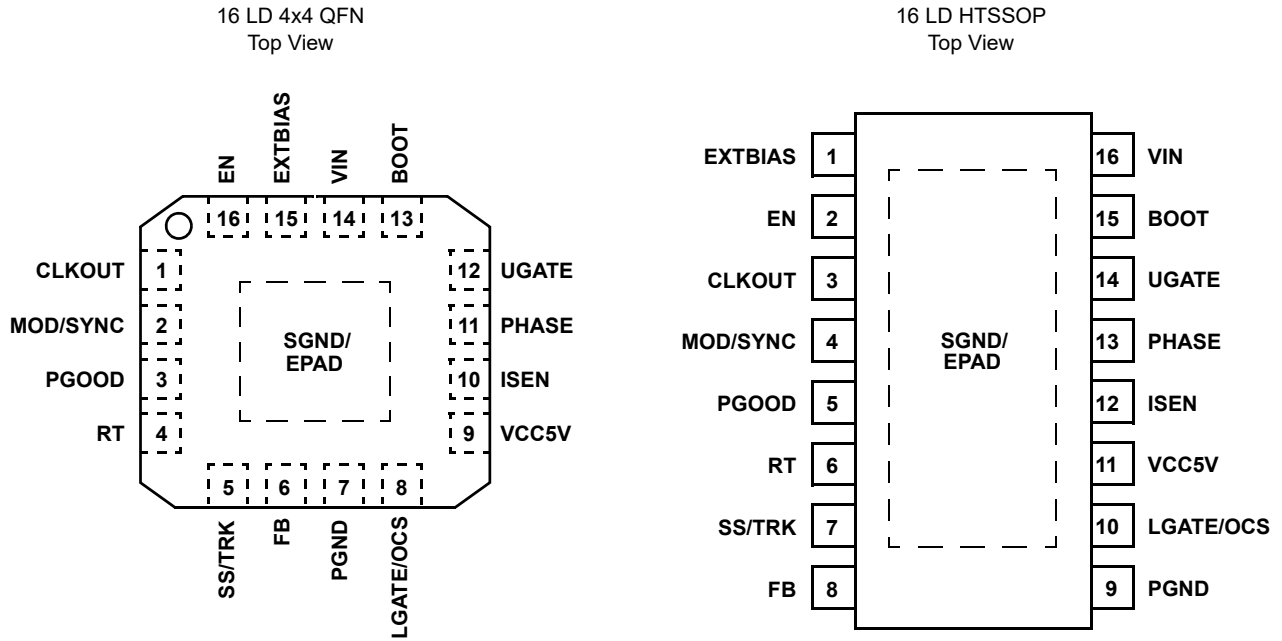 16 LD 4x4 QFN
Top View
EN
EXTBIAS
VIN
BOOT
16
15
14
13
CLKOUT 1
MOD/SYNC 2
PGOOD 3
RT 4
12 UGATE
11 PHASE
10 ISEN
9 VCC5V
SGND/
EPAD
5
6
7
8
SS/TRK
FB
PGND
LGATE/OCS
16 LD HTSSOP
Top View
EXTBIAS 1
EN 2
CLKOUT 3
MOD/SYNC 4
PGOOD 5
RT 6
SS/TRK 7
FB 8
SGND/
EPAD
16 VIN
15 BOOT
14 UGATE
13 PHASE
12 ISEN
11 VCC5V
10 LGATE/OCS
9 PGND